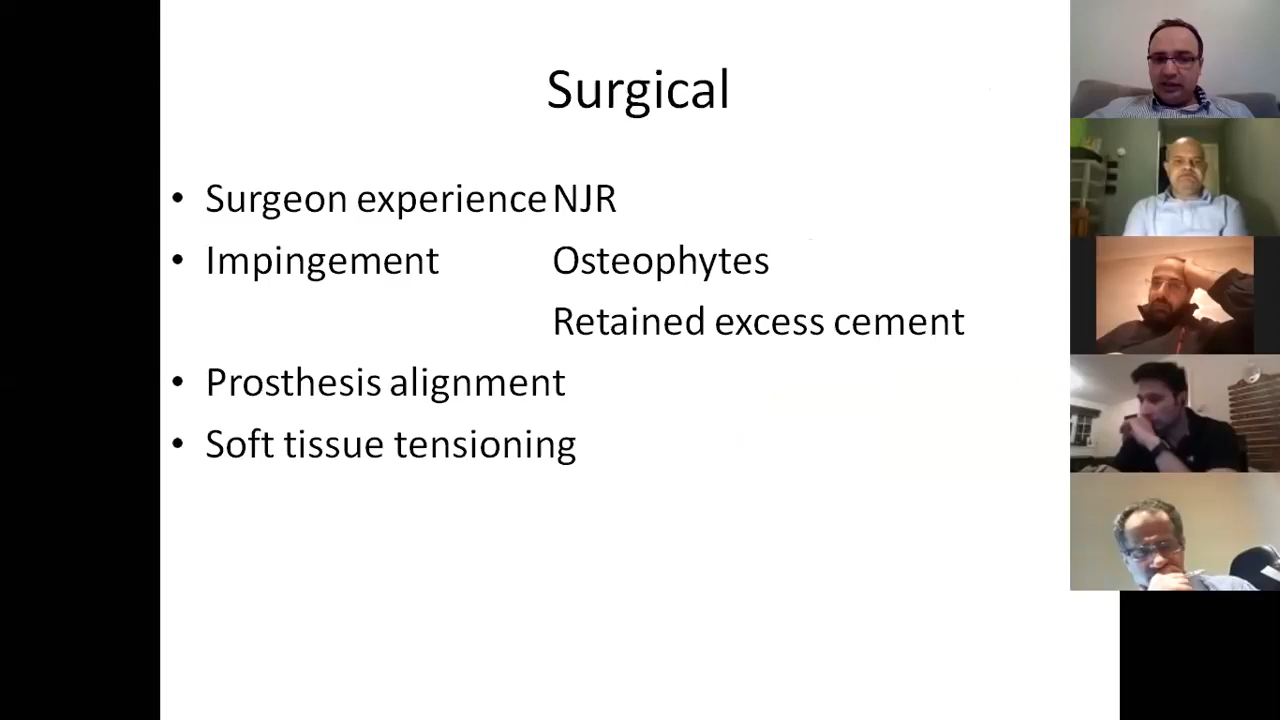 Surgical
• Surgeon experience NJR
• Impingement Osteophytes
Retained excess cement
• Prosthesis alignment
• Soft tissue tensioning